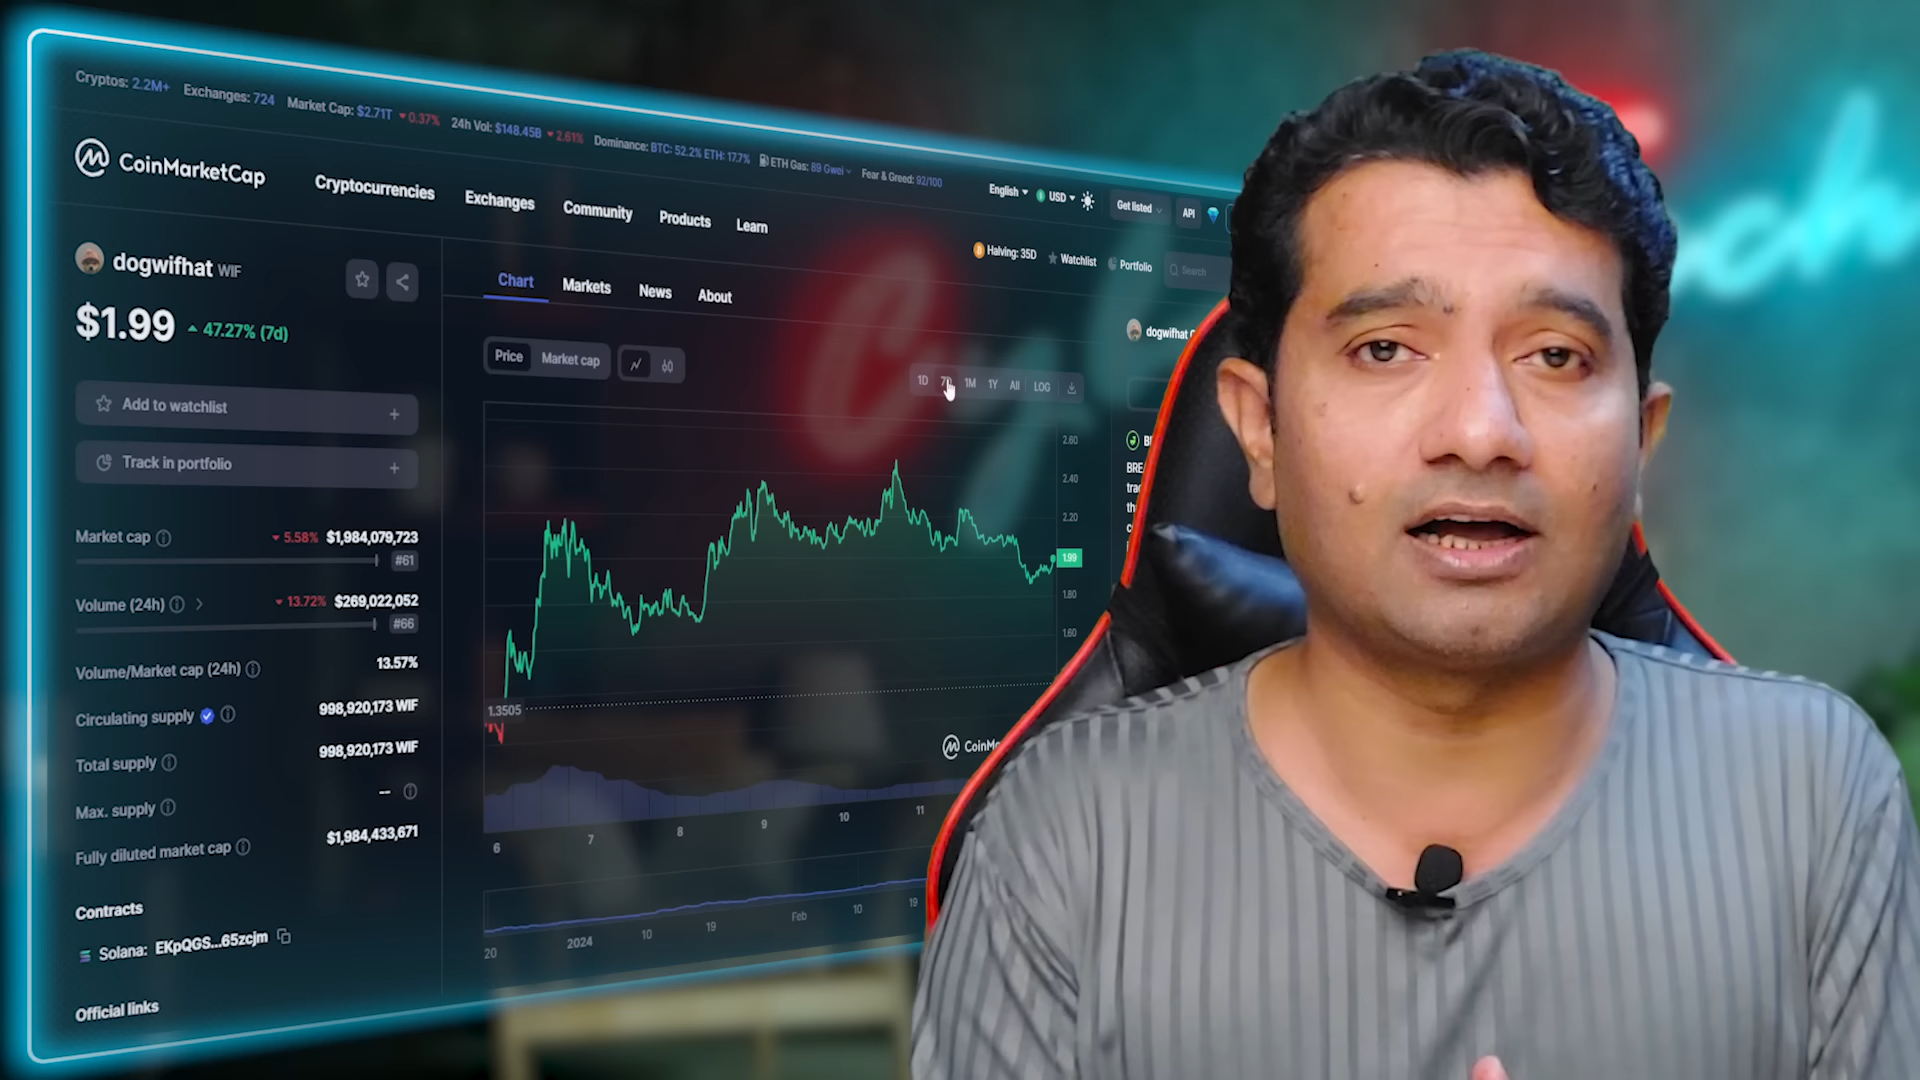 Cryptos: 2.2M+ Exchanges: 724 Market Cap: $2.71T 0.37% 24h Vol: $148.45B 2.61% Dominance: BTC: 52.2% ETH: 17.7% ETH Gas: 89 Gwei Fear & Greed: 92/100
English USD Get listed API
CoinMarketCap Cryptocurrencies Exchanges Community Products Learn
Halving: 35D Watchlist Portfolio Search
dogwifhat WIF
$1.99 47.27% (7d)
Add to watchlist +
Track in portfolio +
Market cap 5.58% $1,984,079,723
#61
Volume (24h) 13.72% $269,022,052
#66
Volume/Market cap (24h) 13.57%
Circulating supply 998,920,173 WIF
Total supply 998,920,173 WIF
Max. supply --
Fully diluted market cap $1,984,433,671
Contracts
Solana: EKpQGS...65zcjm
Official links
Chart Markets News About
Price Market cap
1D 7D 1M 1Y All LOG
2.60
2.40
2.20
1.99
1.80
1.60
1.3505
6 7 8 9 10 11
20 2024 10 19 Feb 10 19
dogwifhat